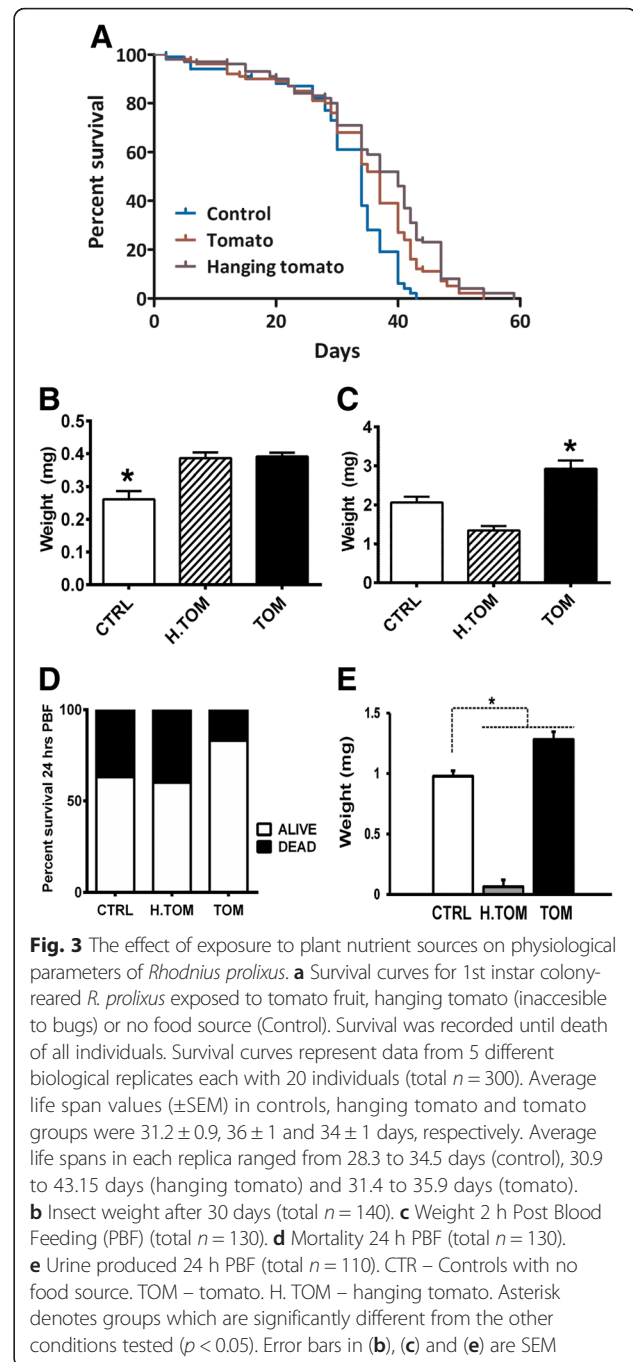 A
100
80
60
40
20
0
Percent survival
Control
Tomato
Hanging tomato
0 20 40 60
Days
B
0.5
0.4
0.3
0.2
0.1
0.0
Weight (mg)
*
CTRL H.TOM TOM
C
4
3
2
1
0
Weight (mg)
*
CTRL H.TOM TOM
D
100
50
0
Percent survival 24 hrs PBF
ALIVE
DEAD
CTRL H.TOM TOM
E
1.5
1
0.5
0
Weight (mg)
*
CTRL H.TOM TOM
Fig. 3 The effect of exposure to plant nutrient sources on physiological
parameters of Rhodnius prolixus. a Survival curves for 1st instar colony-
reared R. prolixus exposed to tomato fruit, hanging tomato (inaccesible
to bugs) or no food source (Control). Survival was recorded until death
of all individuals. Survival curves represent data from 5 different
biological replicates each with 20 individuals (total n = 300). Average
life span values (±SEM) in controls, hanging tomato and tomato
groups were 31.2 ± 0.9, 36 ± 1 and 34 ± 1 days, respectively. Average
life spans in each replica ranged from 28.3 to 34.5 days (control), 30.9
to 43.15 days (hanging tomato) and 31.4 to 35.9 days (tomato).
b Insect weight after 30 days (total n = 140). c Weight 2 h Post Blood
Feeding (PBF) (total n = 130). d Mortality 24 h PBF (total n = 130).
e Urine produced 24 h PBF (total n = 110). CTR – Controls with no
food source. TOM – tomato. H. TOM – hanging tomato. Asterisk
denotes groups which are significantly different from the other
conditions tested (p < 0.05). Error bars in (b), (c) and (e) are SEM